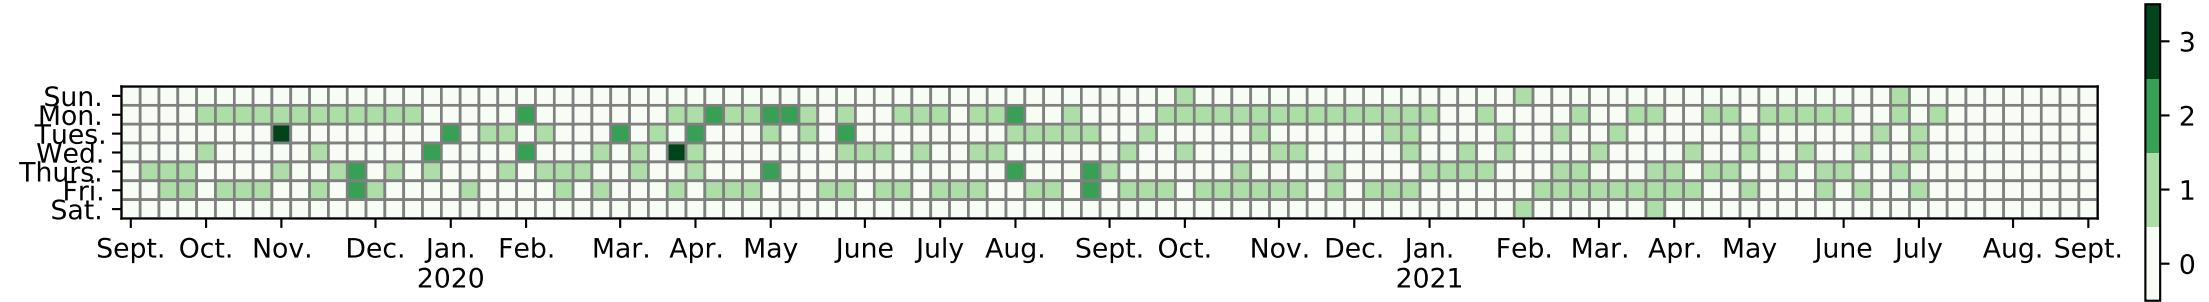 3
2
1
0
Sun.
Mon.
Tues.
Wed.
Thurs.
Fri.
Sat.
Sept. Oct. Nov. Dec. Jan. Feb. Mar. Apr. May June July Aug. Sept. Oct. Nov. Dec. Jan. Feb. Mar. Apr. May June July Aug. Sept.
2020 2021